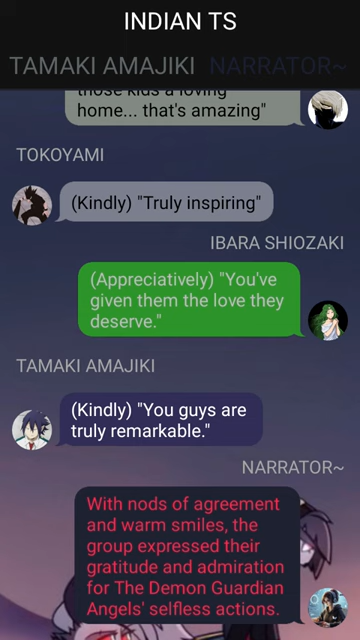 INDIAN TS
TAMAKI AMAJIKI NARRATOR~
those kids a loving
home... that's amazing"
TOKOYAMI
(Kindly) "Truly inspiring"
IBARA SHIOZAKI
(Appreciatively) "You've
given them the love they
deserve."
TAMAKI AMAJIKI
(Kindly) "You guys are
truly remarkable."
NARRATOR~
With nods of agreement
and warm smiles, the
group expressed their
gratitude and admiration
for The Demon Guardian
Angels' selfless actions.